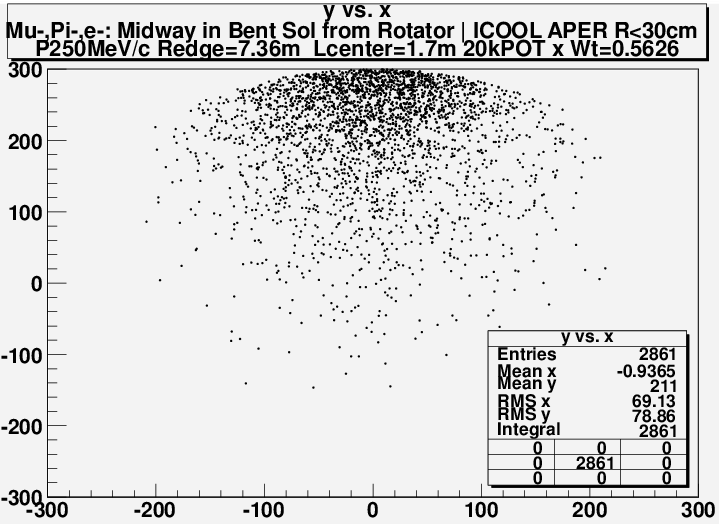 y vs. x
Mu-,Pi-,e-: Midway in Bent Sol from Rotator | ICOOL APER R<30cm
P250MeV/c Redge=7.36m Lcenter=1.7m 20kPOT x Wt=0.5626
300
200
100
0
-100
-200
-300
-300 -200 -100 0 100 200 300
y vs. x
Entries 2861
Mean x -0.9365
Mean y 211
RMS x 69.13
RMS y 78.86
Integral 2861
0 0 0
0 2861 0
0 0 0